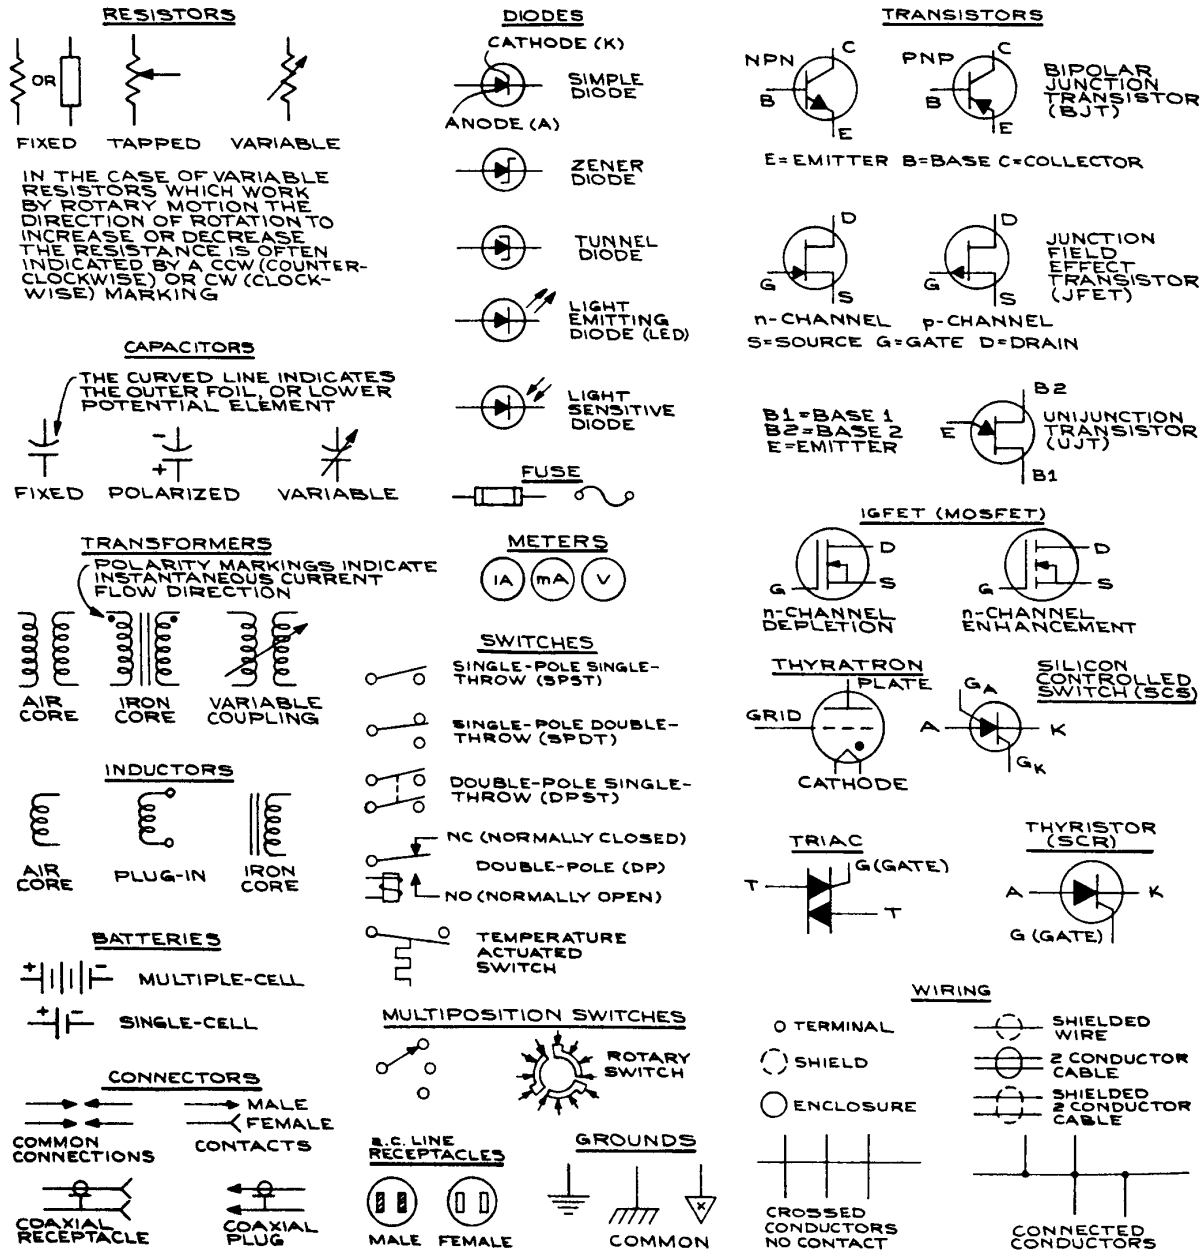 RESISTORS
OR
FIXED TAPPED VARIABLE
IN THE CASE OF VARIABLE
RESISTORS WHICH WORK
BY ROTARY MOTION THE
DIRECTION OF ROTATION TO
INCREASE OR DECREASE
THE RESISTANCE IS OFTEN
INDICATED BY A CCW (COUNTER-
CLOCKWISE) OR CW (CLOCK-
WISE) MARKING
CAPACITORS
THE CURVED LINE INDICATES
THE OUTER FOIL, OR LOWER
POTENTIAL ELEMENT
-
+
FIXED POLARIZED VARIABLE
TRANSFORMERS
POLARITY MARKINGS INDICATE
INSTANTANEOUS CURRENT
FLOW DIRECTION
AIR
CORE
IRON
CORE
VARIABLE
COUPLING
INDUCTORS
AIR
CORE
PLUG-IN
IRON
CORE
BATTERIES
+ -
MULTIPLE-CELL
+ -
SINGLE-CELL
CONNECTORS
MALE
FEMALE
COMMON
CONNECTIONS
CONTACTS
COAXIAL
RECEPTACLE
COAXIAL
PLUG
DIODES
CATHODE (K)
SIMPLE
DIODE
ANODE (A)
ZENER
DIODE
TUNNEL
DIODE
LIGHT
EMITTING
DIODE (LED)
LIGHT
SENSITIVE
DIODE
FUSE
METERS
IA mA V
SWITCHES
SINGLE-POLE SINGLE-
THROW (SPST)
SINGLE-POLE DOUBLE-
THROW (SPDT)
DOUBLE-POLE SINGLE-
THROW (DPST)
NC (NORMALLY CLOSED)
DOUBLE-POLE (DP)
NO (NORMALLY OPEN)
TEMPERATURE
ACTUATED
SWITCH
MULTIPOSITION SWITCHES
ROTARY
SWITCH
a.c. LINE
RECEPTACLES
MALE FEMALE
GROUNDS
x
COMMON
TRANSISTORS
NPN C
B
E
PNP C
B
E
BIPOLAR
JUNCTION
TRANSISTOR
(BJT)
E=EMITTER B=BASE C=COLLECTOR
D
G
S
D
G
S
JUNCTION
FIELD
EFFECT
TRANSISTOR
(JFET)
n-CHANNEL p-CHANNEL
S=SOURCE G=GATE D=DRAIN
B1=BASE 1
B2=BASE 2
E=EMITTER
B2
E
B1
UNIJUNCTION
TRANSISTOR
(UJT)
IGFET (MOSFET)
D
S
G
D
S
G
n-CHANNEL
DEPLETION
n-CHANNEL
ENHANCEMENT
THYRATRON
PLATE
GRID
CATHODE
SILICON
CONTROLLED
SWITCH (SCS)
GA
A K
GK
TRIAC
G (GATE)
T
T
THYRISTOR
(SCR)
A K
G (GATE)
WIRING
TERMINAL
SHIELD
ENCLOSURE
SHIELDED
WIRE
2 CONDUCTOR
CABLE
SHIELDED
2 CONDUCTOR
CABLE
CROSSED
CONDUCTORS
NO CONTACT
CONNECTED
CONDUCTORS